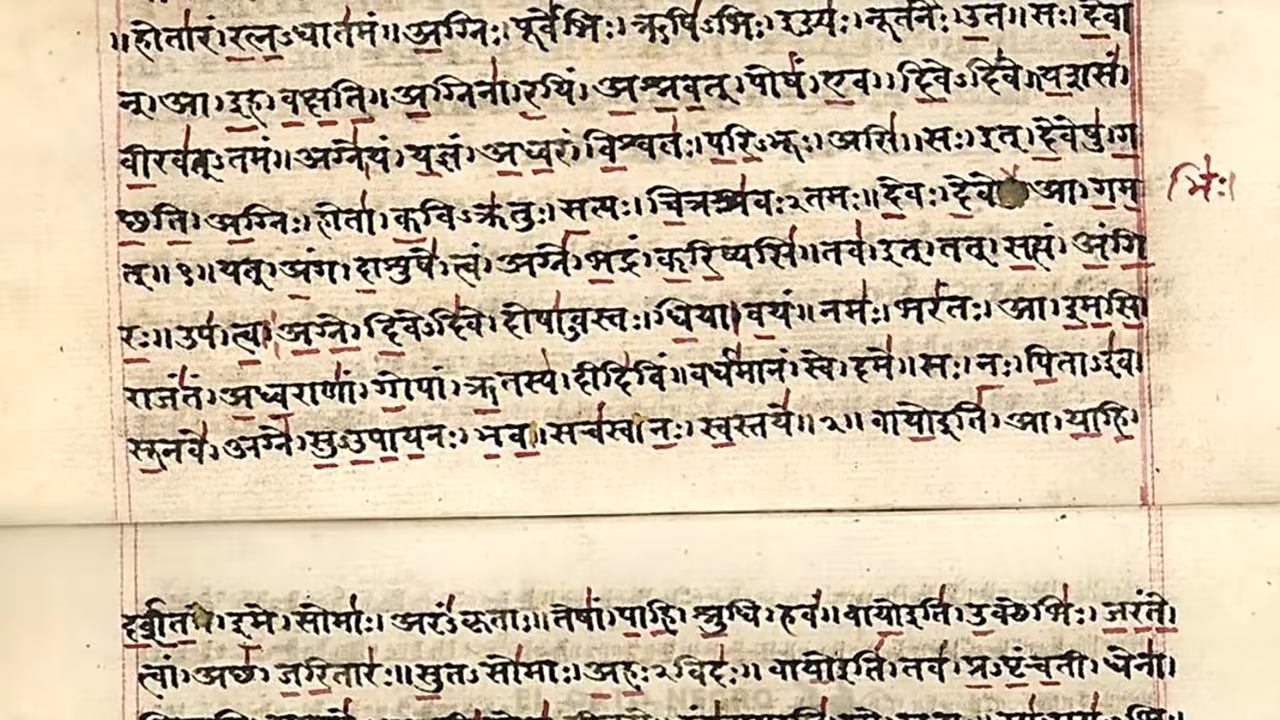 ॥होतारं।रत्नऽधातमं॥अग्निः।पूर्वेभिः।ऋषिऽभिः।ईड्यः।नूतनैः।उत॥सः।देवा
न्।आ।इह।वक्षति॥अग्निना।रयिं।अश्नवत्।पोषं।एव।दिवेऽदिवे॥यशसं
वीरवत्ऽतमं॥अग्ने।यं।यज्ञं।अध्वरं।विश्वतः।परिऽभूः।असि॥सः।इत्।देवेषु।ग
छति।अग्निः।होता।कविऽक्रतुः।सत्यः।चित्रश्रवःऽतमः॥देवः।देवे आ।गम
त्॥१॥यत्।अंग।दाशुषे।त्वं।अग्ने।भद्रं।करिष्यसि॥तव।इत्।तत्।सत्यं।अंगि
रः॥उप।त्वा।अग्ने।दिवेऽदिवे।दोषाऽवस्तः।धिया।वयं॥नमः।भरंतः।आ।इमसि
राजंतं।अध्वराणां।गोपां।ऋतस्य।दीदिविं॥वर्धमानं।स्वे।दमे॥सः।नः।पिताऽइव
सूनवे।अग्ने।सुऽउपायनः।भव॥सचस्व।नः।स्वस्तये॥२॥वायोइति।आ।याहि।
भिः।
दर्शत।इमे।सोमाः।अरंऽकृताः॥तेषां।पाहि।श्रुधि।हवं॥वायोइति।उक्थेभिः।जरंते।
त्वां।अछ।जरितारः॥सुतऽसोमाः।अहःऽविदः॥वायोइति।तव।प्रऽपृंचती।धेना।